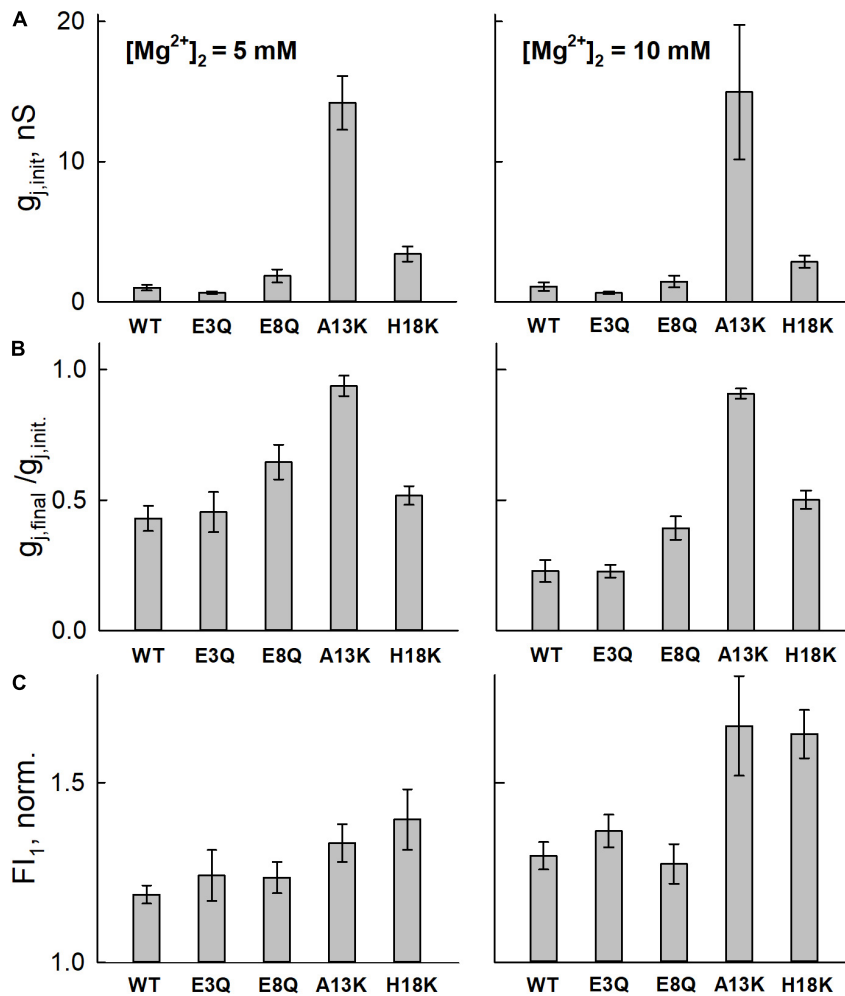 A
[Mg²⁺]₂ = 5 mM
[Mg²⁺]₂ = 10 mM
gj,init, nS
20
10
0
WT E3Q E8Q A13K H18K
WT E3Q E8Q A13K H18K
B
gj,final /gj,init.
1.0
0.5
0.0
WT E3Q E8Q A13K H18K
WT E3Q E8Q A13K H18K
C
FI₁, norm.
1.5
1.0
WT E3Q E8Q A13K H18K
WT E3Q E8Q A13K H18K